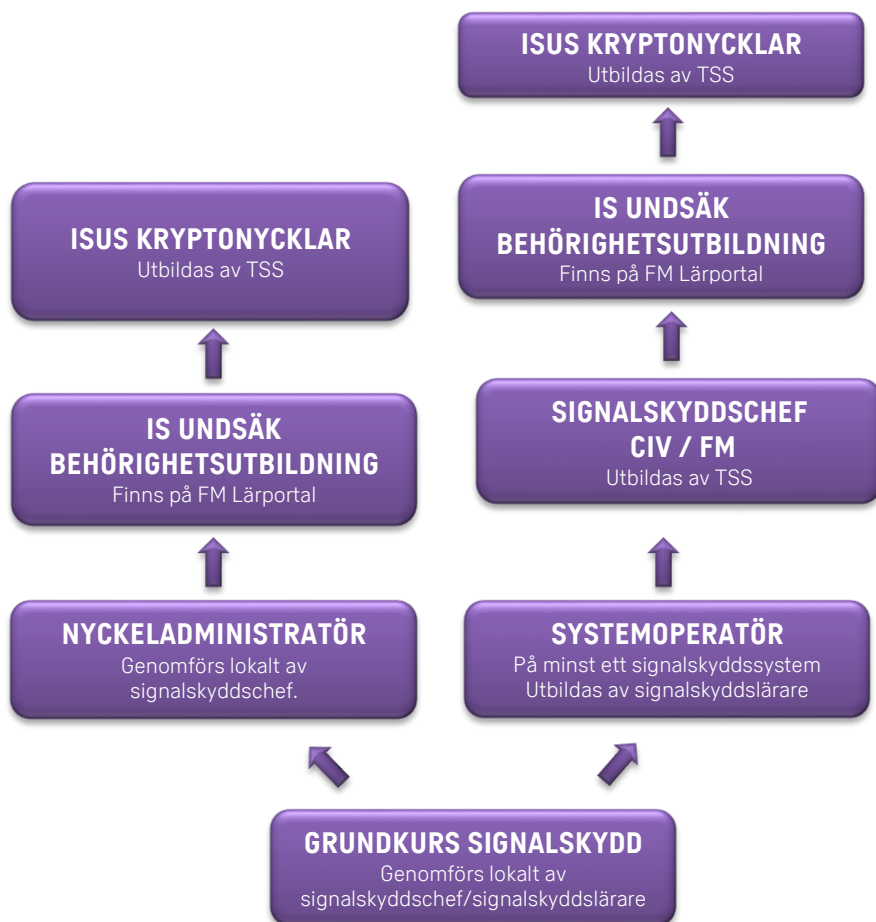 ISUS KRYPTONYCKLAR
Utbildas av TSS
ISUS KRYPTONYCKLAR
Utbildas av TSS
IS UNDSÄK
BEHÖRIGHETSUTBILDNING
Finns på FM Lärportal
IS UNDSÄK
BEHÖRIGHETSUTBILDNING
Finns på FM Lärportal
SIGNALSKYDDSCHEF
CIV / FM
Utbildas av TSS
NYCKELADMINISTRATÖR
Genomförs lokalt av
signalskyddschef.
SYSTEMOPERATÖR
På minst ett signalskyddssystem
Utbildas av signalskyddslärare
GRUNDKURS SIGNALSKYDD
Genomförs lokalt av
signalskyddschef/signalskyddslärare